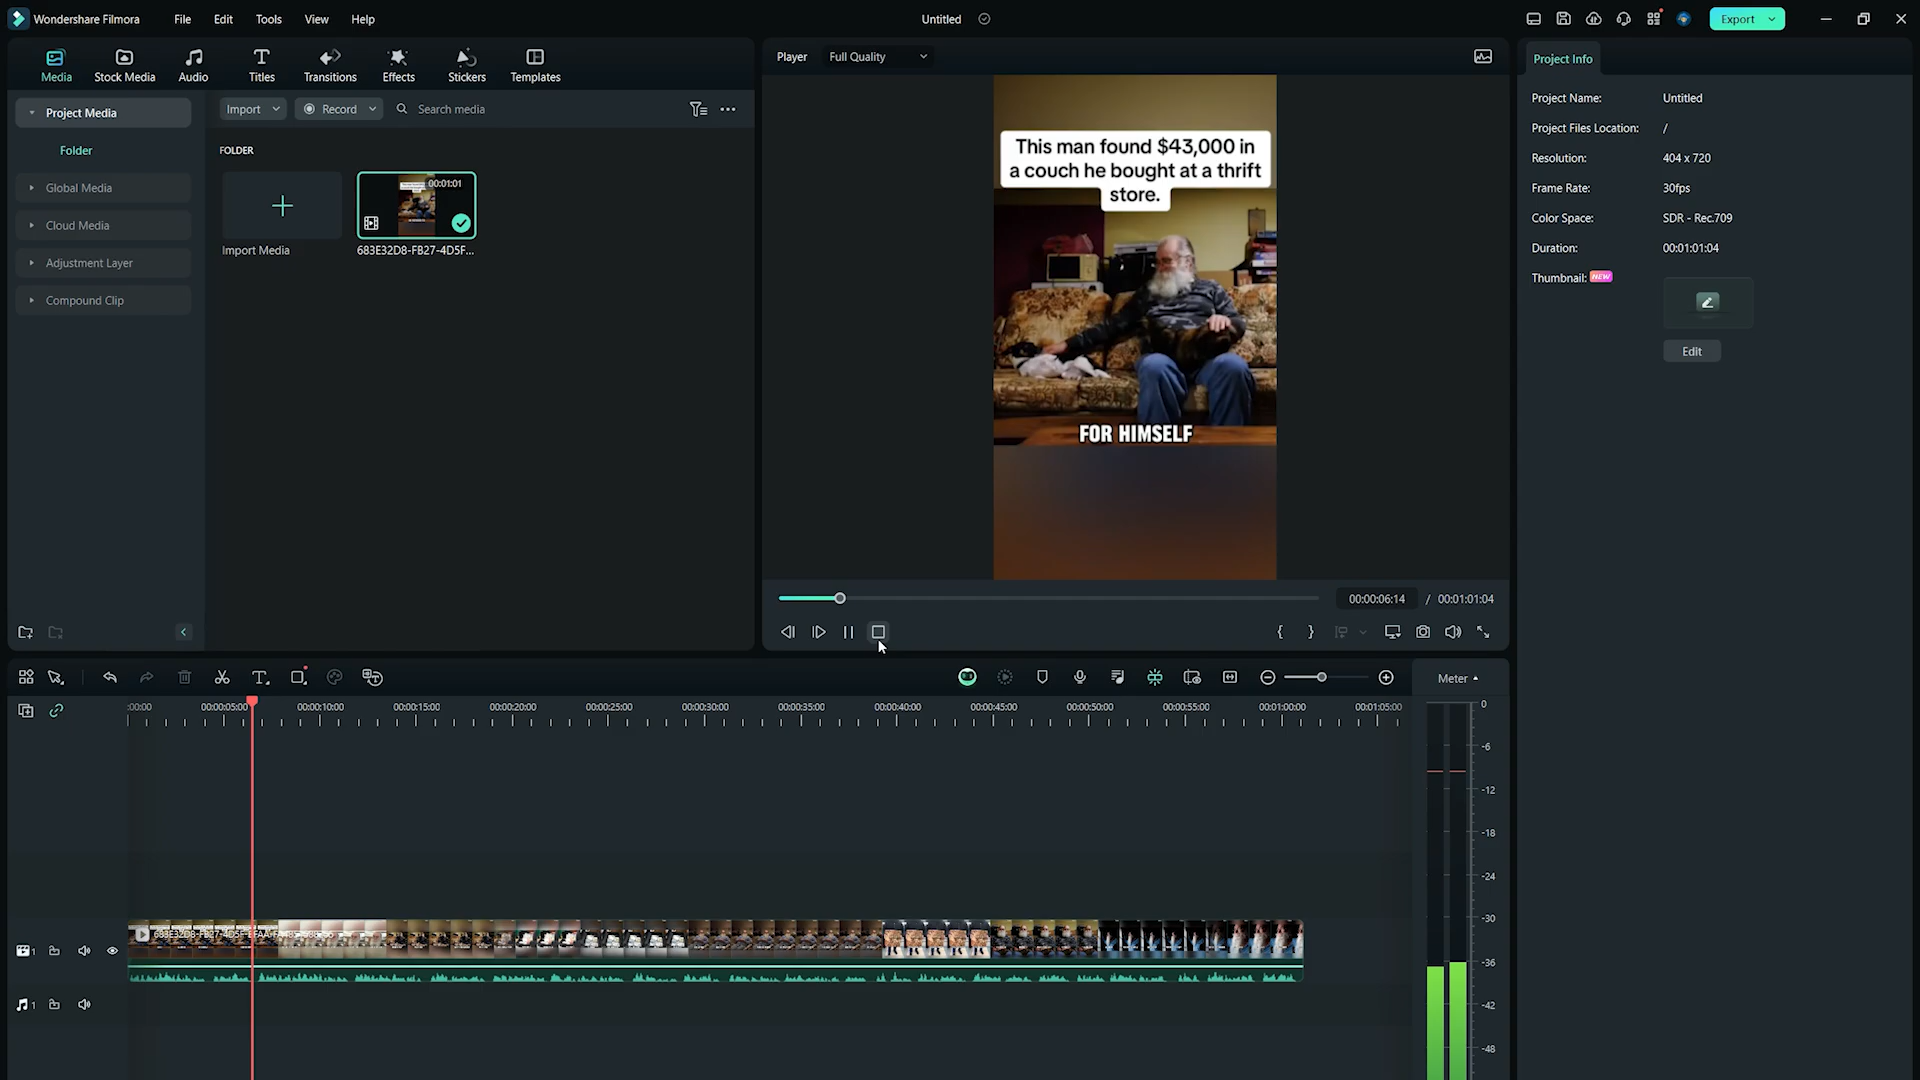 Wondershare Filmora
File
Edit
Tools
View
Help
Untitled
Export
Media
Stock Media
Audio
Titles
Transitions
Effects
Stickers
Templates
Player
Full Quality
Project Info
Project Media
Import
Record
Search media
Folder
FOLDER
Global Media
Cloud Media
Adjustment Layer
Compound Clip
00:01:01
Import Media
683E32D8-FB27-4D5F...
This man found $43,000 in
a couch he bought at a thrift
store.
FOR HIMSELF
Project Name: Untitled
Project Files Location: /
Resolution: 404 x 720
Frame Rate: 30fps
Color Space: SDR - Rec.709
Duration: 00:01:01:04
Thumbnail: NEW
Edit
00:00:06:14 / 00:01:01:04
Meter
:00:00
00:00:05:00
00:00:10:00
00:00:15:00
00:00:20:00
00:00:25:00
00:00:30:00
00:00:35:00
00:00:40:00
00:00:45:00
00:00:50:00
00:00:55:00
00:01:00:00
00:01:05:00
0
-6
-12
-18
-24
-30
-36
-42
-48
1
1